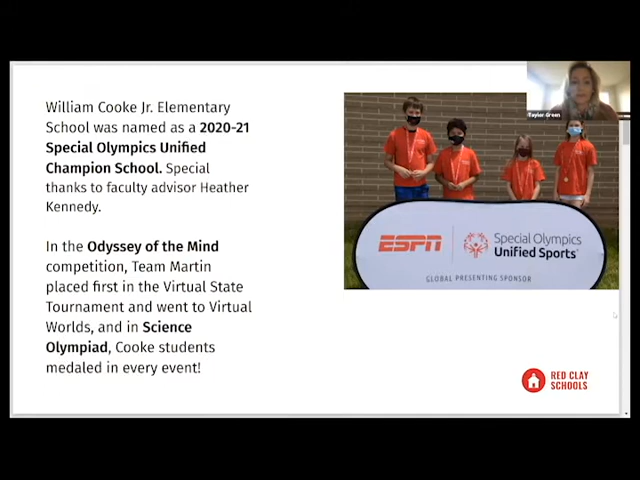 William Cooke Jr. Elementary
School was named as a 2020-21
Special Olympics Unified
Champion School. Special
thanks to faculty advisor Heather
Kennedy.
In the Odyssey of the Mind
competition, Team Martin
placed first in the Virtual State
Tournament and went to Virtual
Worlds, and in Science
Olympiad, Cooke students
medaled in every event!
Taylor Green
ESPN
Special Olympics
Unified Sports
GLOBAL PRESENTING SPONSOR
RED CLAY
SCHOOLS